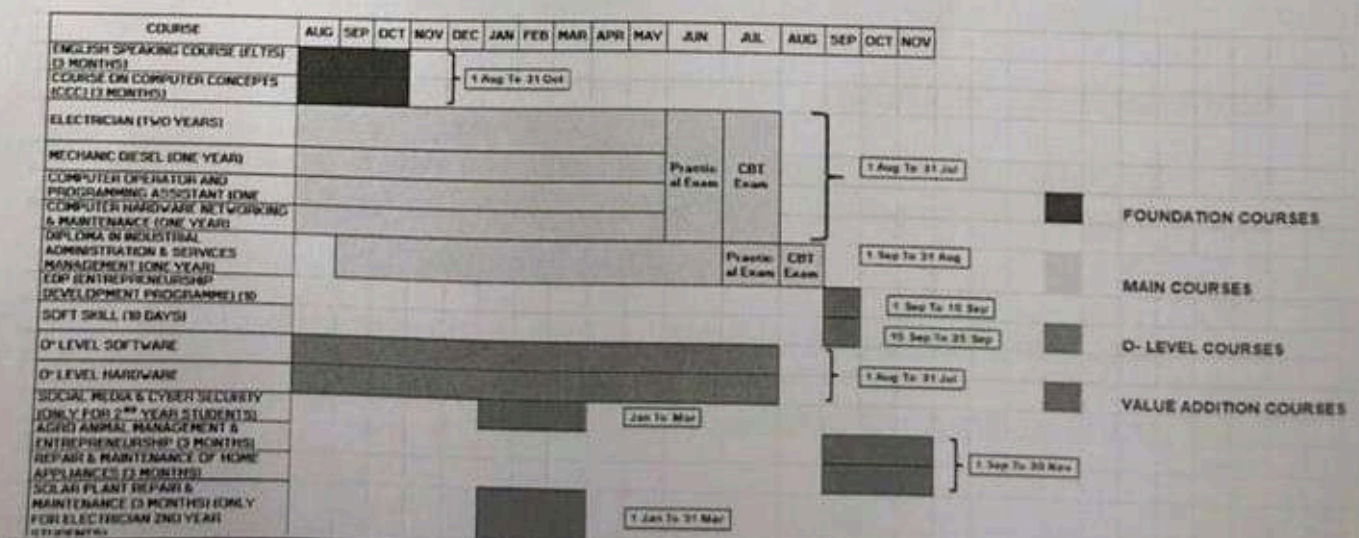 COURSE AUG SEP OCT NOV DEC JAN FEB MAR APR MAY JUN JUL AUG SEP OCT NOV
ENGLISH SPEAKING COURSE (ELTIS)
(3 MONTHS)
COURSE ON COMPUTER CONCEPTS
(CCC) (3 MONTHS)
1 Aug To 31 Oct
ELECTRICIAN (TWO YEARS)
MECHANIC DIESEL (ONE YEAR)
COMPUTER OPERATOR AND
PROGRAMMING ASSISTANT (ONE
COMPUTER HARDWARE NETWORKING
& MAINTENANCE (ONE YEAR)
Practic
al Exam
CBT
Exam
1 Aug To 31 Jul
DIPLOMA IN INDUSTRIAL
ADMINISTRATION & SERVICES
MANAGEMENT (ONE YEAR)
Practic
al Exam
CBT
Exam
1 Sep To 31 Aug
EDP (ENTREPRENEURSHIP
DEVELOPMENT PROGRAMME) (10
1 Sep To 10 Sep
SOFT SKILL (10 DAYS)
15 Sep To 25 Sep
O' LEVEL SOFTWARE
O' LEVEL HARDWARE
1 Aug To 31 Jul
SOCIAL MEDIA & CYBER SECURITY
(ONLY FOR 2ND YEAR STUDENTS)
Jan To Mar
AGRO ANIMAL MANAGEMENT &
ENTREPRENEURSHIP (3 MONTHS)
REPAIR & MAINTENANCE OF HOME
APPLIANCES (3 MONTHS)
1 Sep To 30 Nov
SOLAR PLANT REPAIR &
MAINTENANCE (3 MONTHS) (ONLY
FOR ELECTRICIAN 2ND YEAR
STUDENTS)
1 Jan To 31 Mar
FOUNDATION COURSES
MAIN COURSES
O- LEVEL COURSES
VALUE ADDITION COURSES